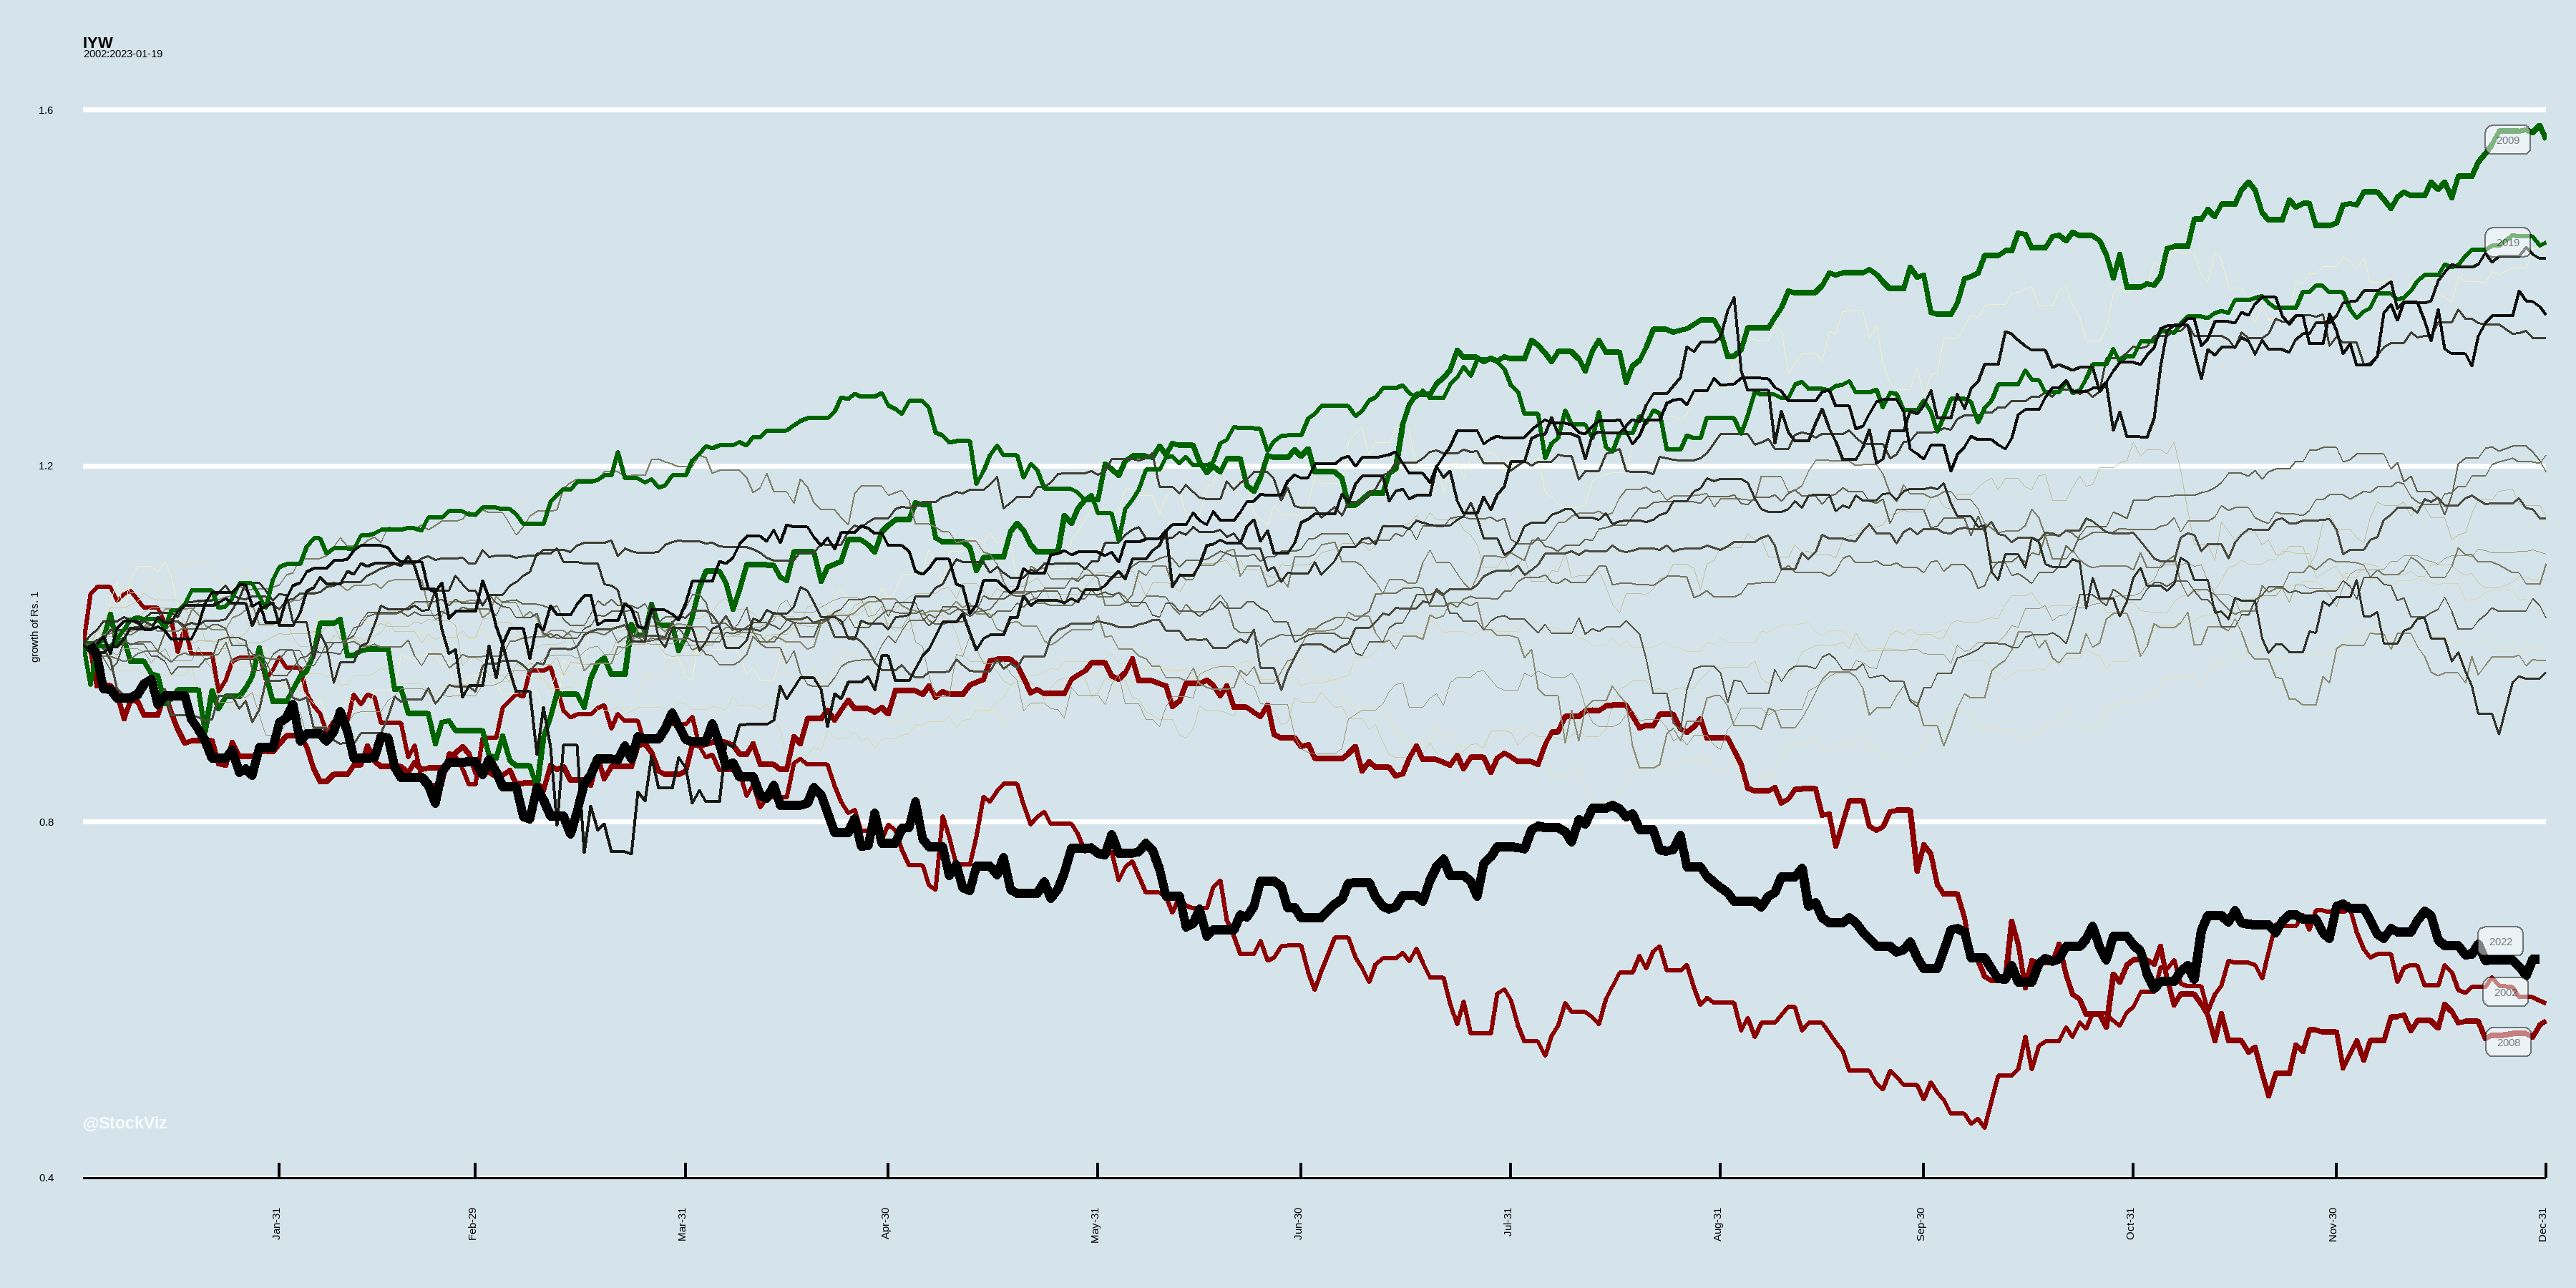 IYW
2002:2023-01-19
1.6
1.2
0.8
0.4
growth of Rs. 1
2009
2019
2022
2002
2008
@StockViz
Jan-31
Feb-29
Mar-31
Apr-30
May-31
Jun-30
Jul-31
Aug-31
Sep-30
Oct-31
Nov-30
Dec-31